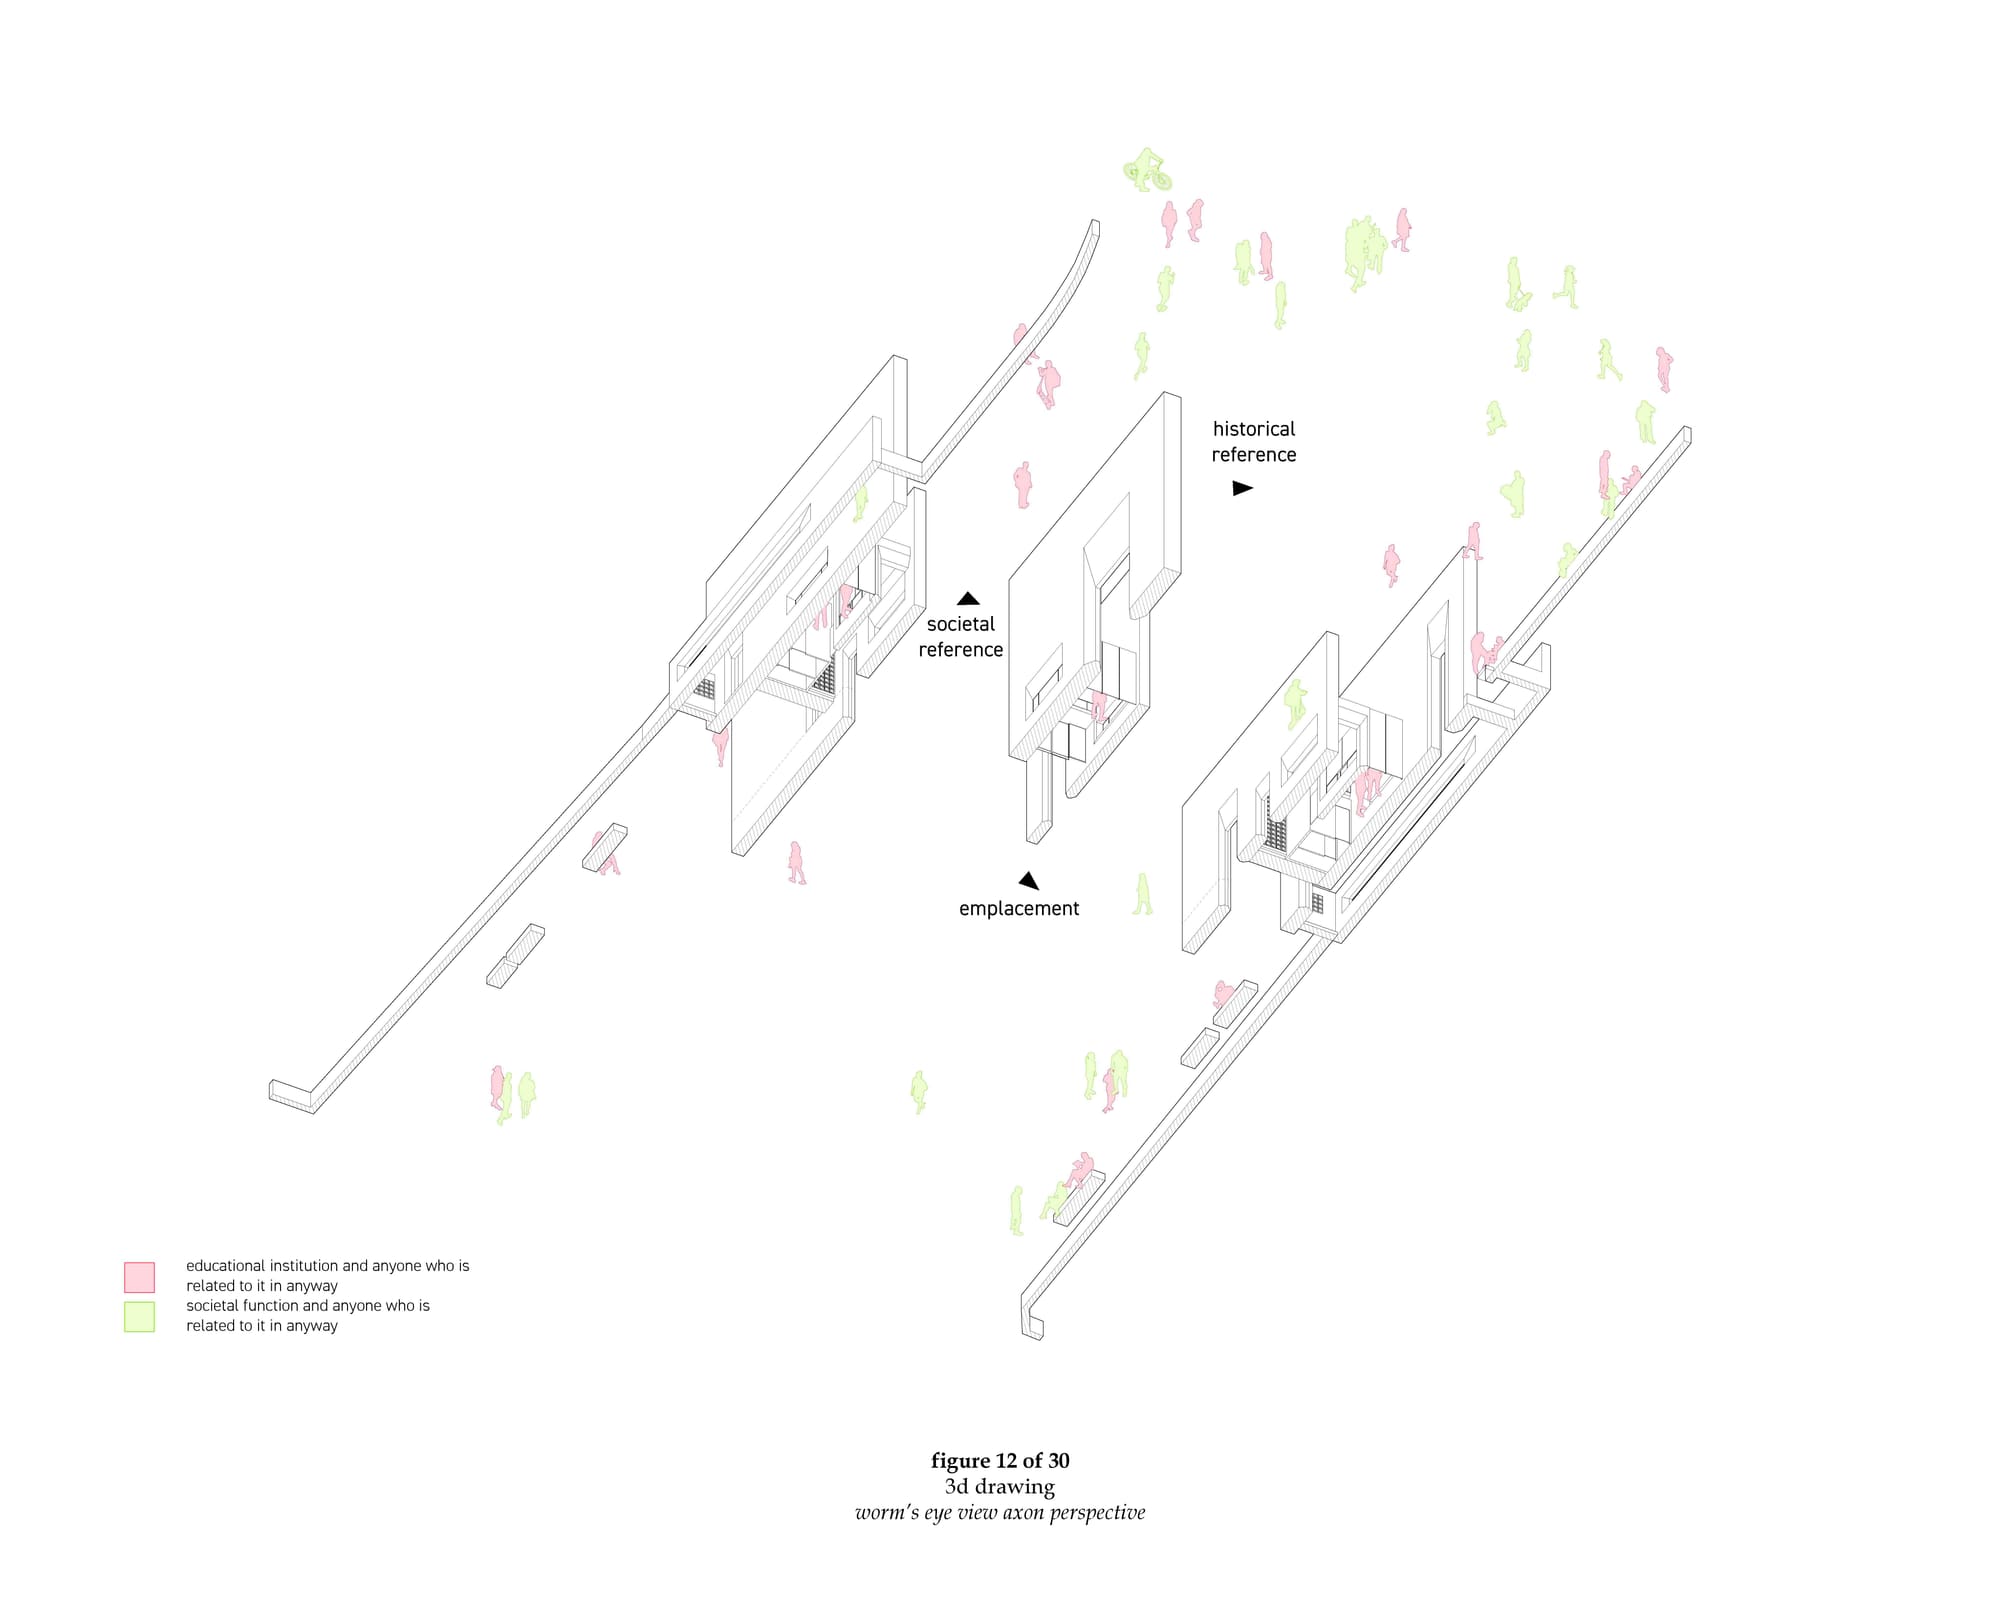 historical
reference
societal
reference
emplacement
educational institution and anyone who is
related to it in anyway
societal function and anyone who is
related to it in anyway
figure 12 of 30
3d drawing
worm's eye view axon perspective